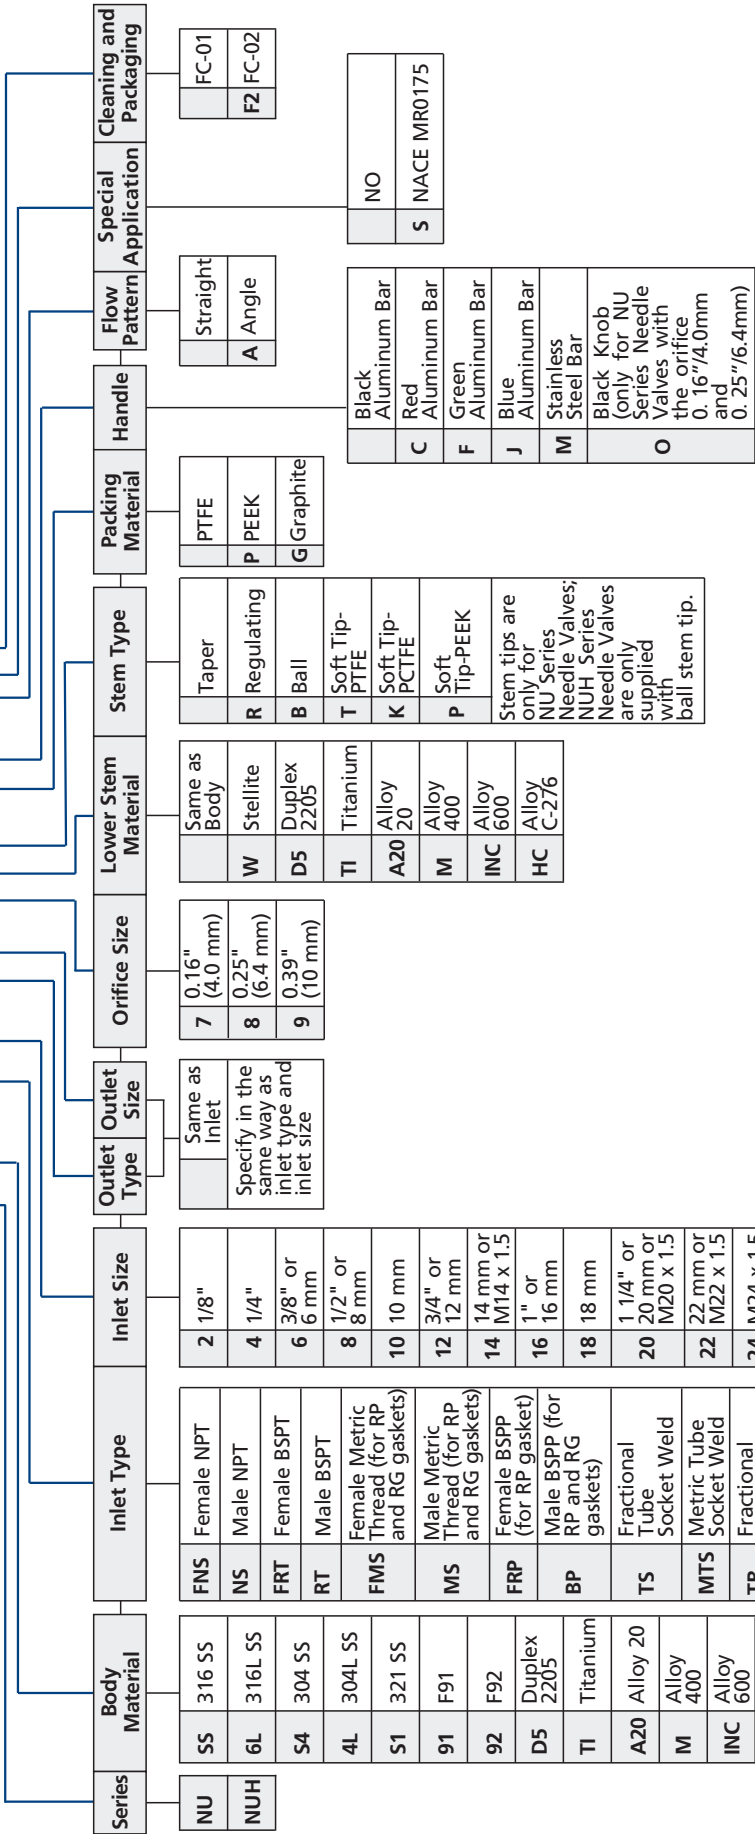 Series
NU
NUH
Body
Material
SS 316 SS
6L 316L SS
S4 304 SS
4L 304L SS
S1 321 SS
91 F91
92 F92
D5 Duplex
2205
TI Titanium
A20 Alloy 20
M Alloy
400
INC Alloy
600
Inlet Type
FNS Female NPT
NS Male NPT
FRT Female BSPT
RT Male BSPT
FMS Female Metric
Thread (for RP
and RG gaskets)
MS Male Metric
Thread (for RP
and RG gaskets)
FRP Female BSPP
(for RP gasket)
BP Male BSPP (for
RP and RG
gaskets)
TS Fractional
Tube
Socket Weld
MTS Metric Tube
Socket Weld
Fractional
Inlet Size
2 1/8"
4 1/4"
6 3/8" or
6 mm
8 1/2" or
8 mm
10 10 mm
12 3/4" or
12 mm
14 14 mm or
M14 x 1.5
16 1" or
16 mm
18 18 mm
20 1 1/4" or
20 mm or
M20 x 1.5
22 22 mm or
M22 x 1.5
24 M24 x 1.5
Outlet
Type
Outlet
Size
Same as
Inlet
Specify in the
same way as
inlet type and
inlet size
Orifice Size
7 0.16"
(4.0 mm)
8 0.25"
(6.4 mm)
9 0.39"
(10 mm)
Lower Stem
Material
Same as
Body
W Stellite
D5 Duplex
2205
TI Titanium
A20 Alloy
20
M Alloy
400
INC Alloy
600
HC Alloy
C-276
Stem Type
Taper
R Regulating
B Ball
T Soft Tip-
PTFE
K Soft Tip-
PCTFE
P Soft
Tip-PEEK
Stem tips are
only for
NU Series
Needle Valves;
NUH Series
Needle Valves
are only
supplied
with
ball stem tip.
Packing
Material
PTFE
P PEEK
G Graphite
Handle
Black
Aluminum Bar
C Red
Aluminum Bar
F Green
Aluminum Bar
J Blue
Aluminum Bar
M Stainless
Steel Bar
O Black Knob
(only for NU
Series Needle
Valves with
the orifice
0. 16"/4.0mm
and
0. 25"/6.4mm)
Flow
Pattern
Straight
A Angle
Special
Application
NO
S NACE MR0175
Cleaning and
Packaging
FC-01
F2 FC-02